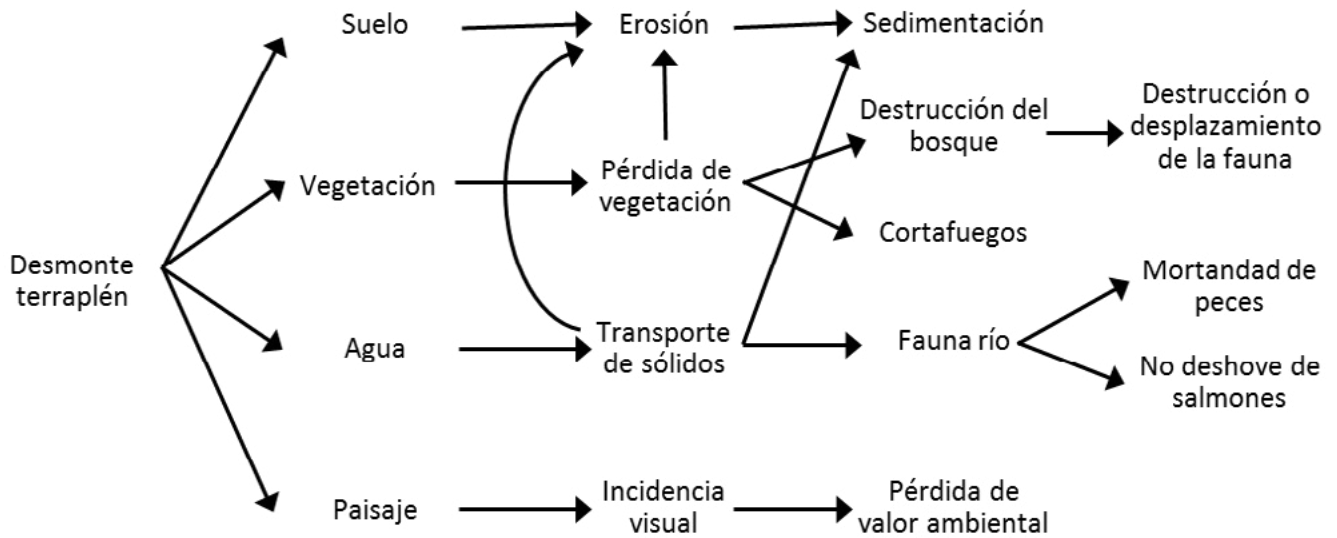 Suelo
Erosión
Sedimentación
Destrucción del
bosque
Destrucción o
desplazamiento
de la fauna
Vegetación
Pérdida de
vegetación
Cortafuegos
Desmonte
terraplén
Mortandad de
peces
Agua
Transporte
de sólidos
Fauna río
No deshove de
salmones
Paisaje
Incidencia
visual
Pérdida de
valor ambiental